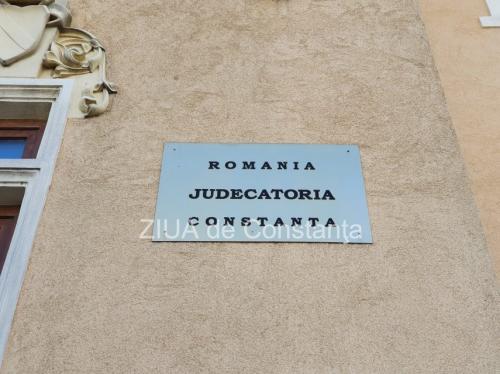 ROMANIA
JUDECATORIA
CONSTANTA
ZIUA de Constanța